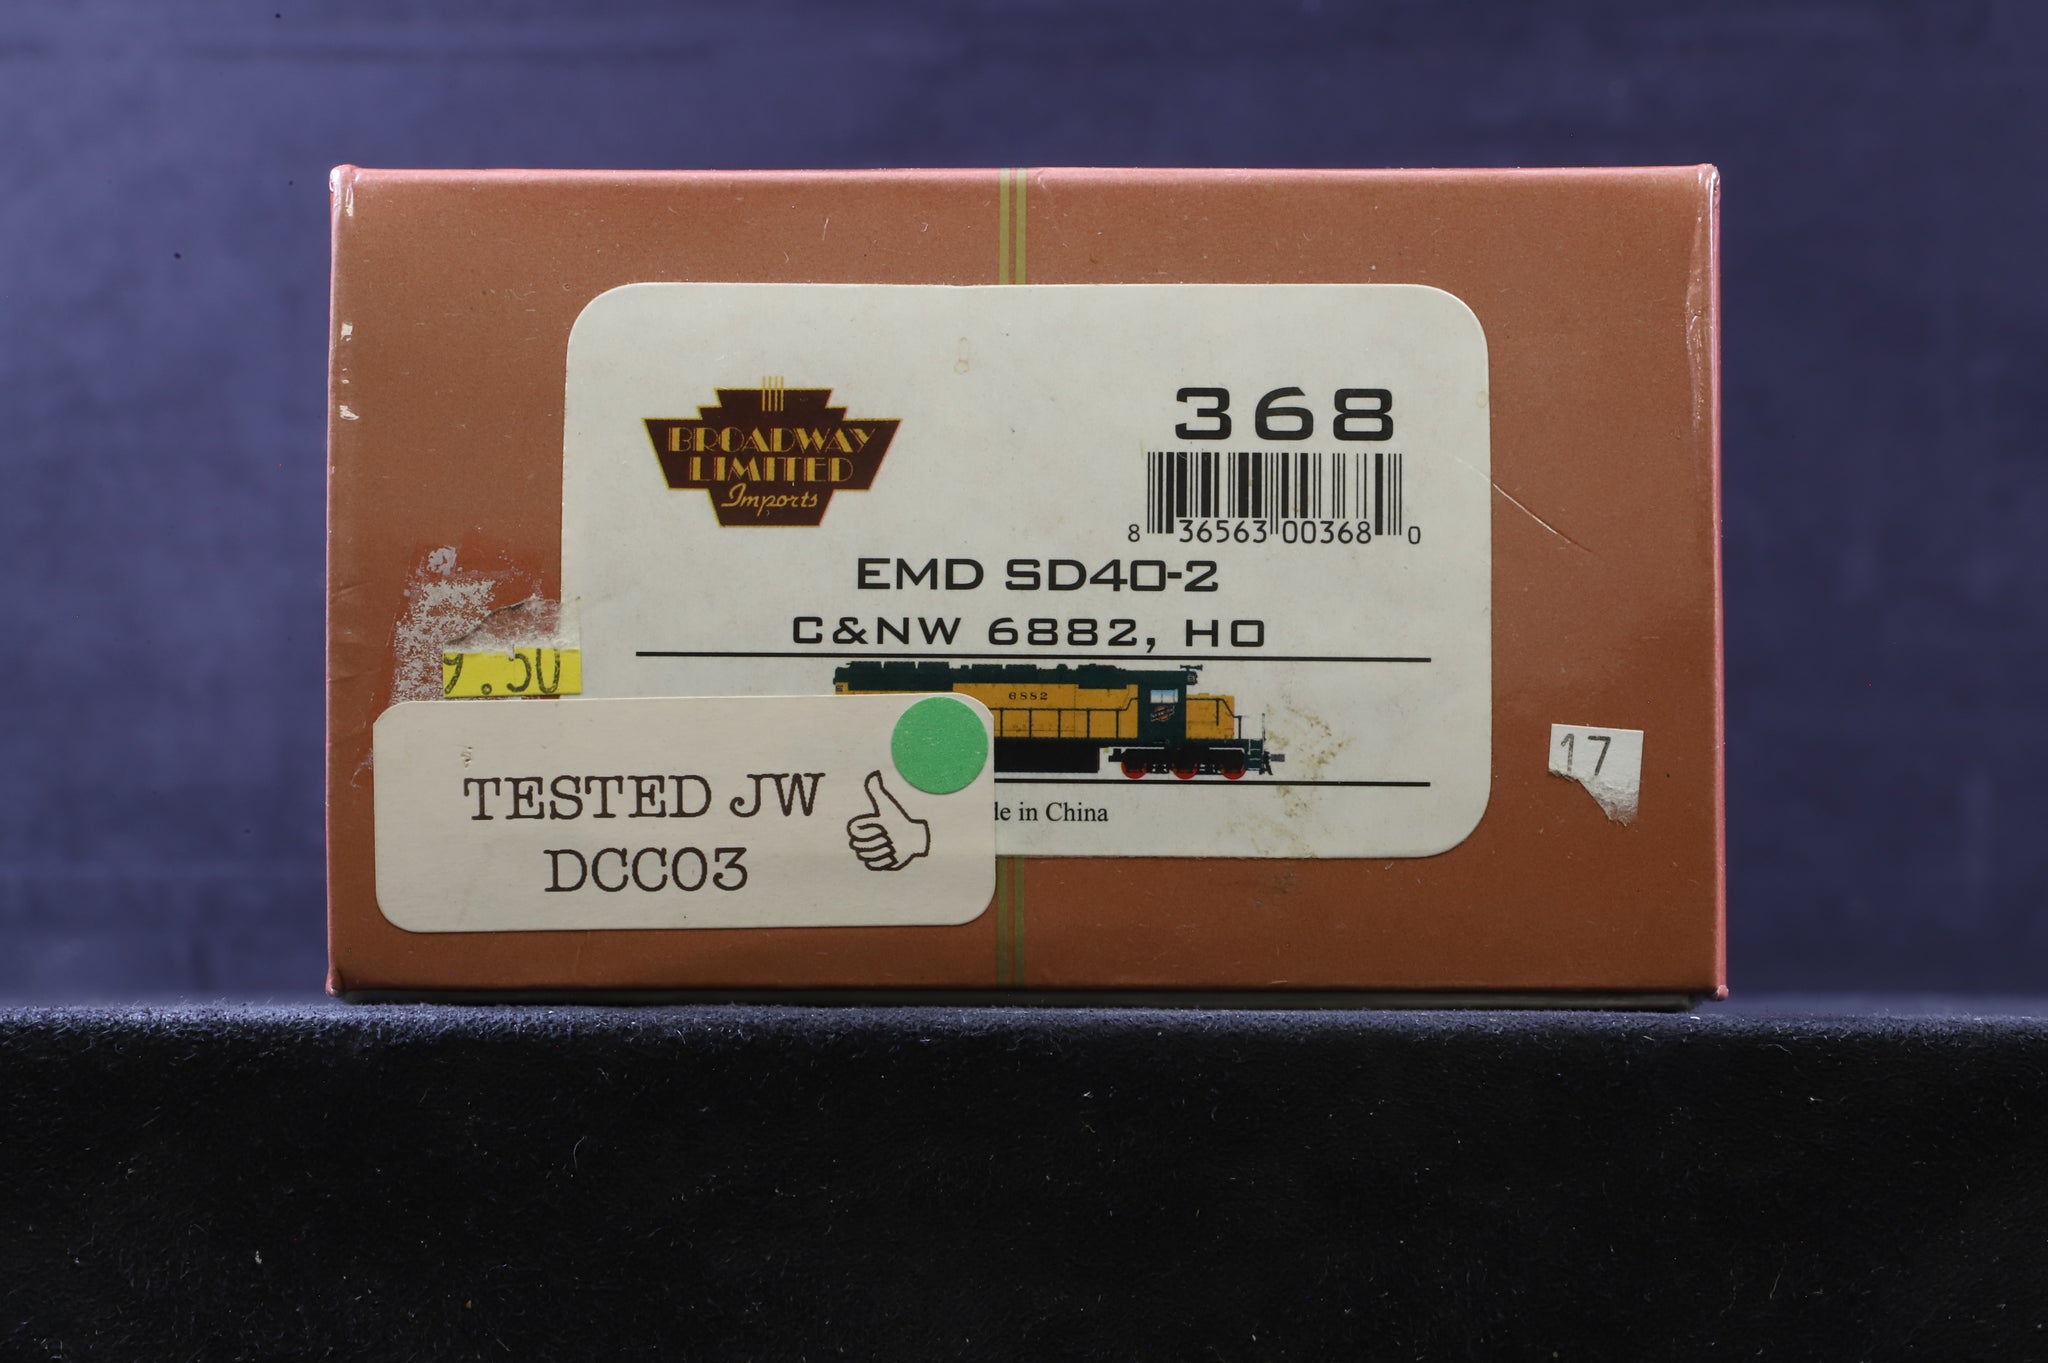 BROADWAY
LIMITED
Imports
368
8 36563 00368 0
EMD SD40-2
C&NW 6882, HO
6882
.50
TESTED JW
DCC03
in China
17